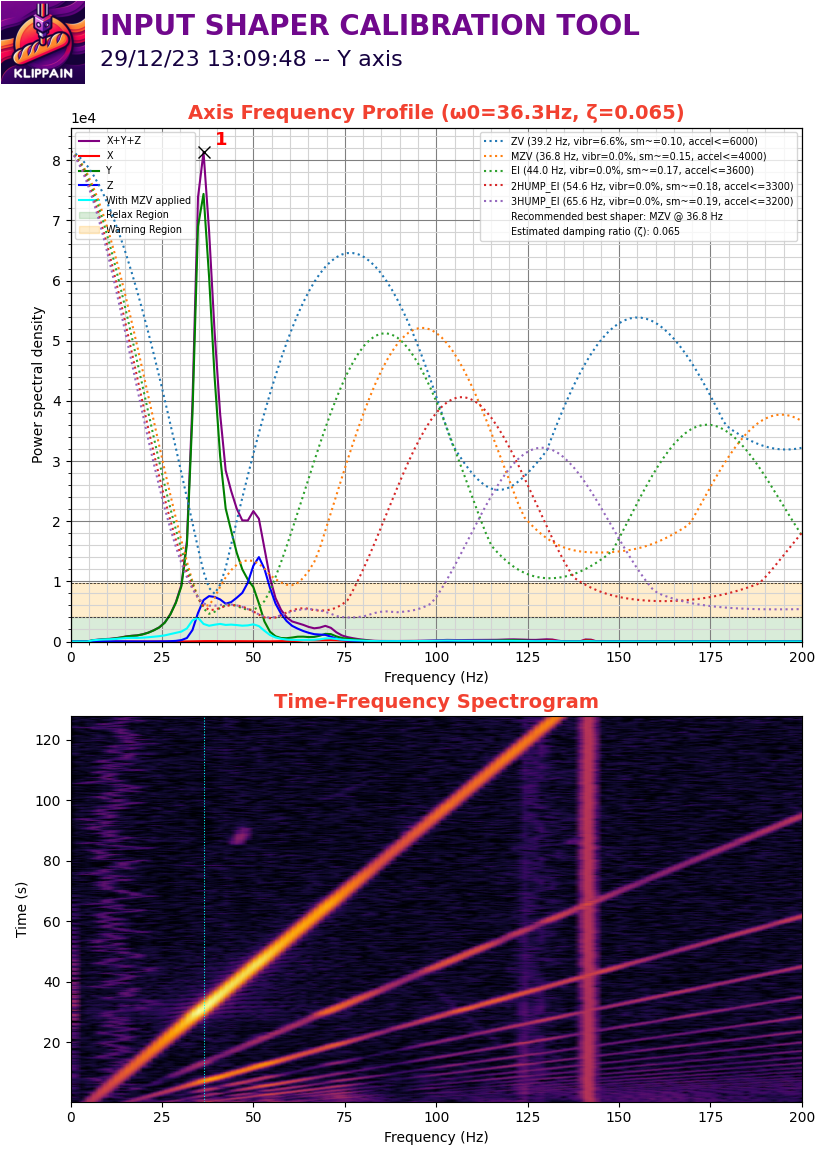 INPUT SHAPER CALIBRATION TOOL
KLIPPAIN
29/12/23 13:09:48 -- Y axis
Axis Frequency Profile (ω0=36.3Hz, ζ=0.065)
1e4
1
X+Y+Z
X
Y
Z
With MZV applied
Relax Region
Warning Region
ZV (39.2 Hz, vibr=6.6%, sm~=0.10, accel<=6000)
MZV (36.8 Hz, vibr=0.0%, sm~=0.15, accel<=4000)
EI (44.0 Hz, vibr=0.0%, sm~=0.17, accel<=3600)
2HUMP_EI (54.6 Hz, vibr=0.0%, sm~=0.18, accel<=3300)
3HUMP_EI (65.6 Hz, vibr=0.0%, sm~=0.19, accel<=3200)
Recommended best shaper: MZV @ 36.8 Hz
Estimated damping ratio (ζ): 0.065
8
7
6
5
4
3
2
1
0
Power spectral density
0 25 50 75 100 125 150 175 200
Frequency (Hz)
Time-Frequency Spectrogram
120
100
80
60
40
20
Time (s)
0 25 50 75 100 125 150 175 200
Frequency (Hz)